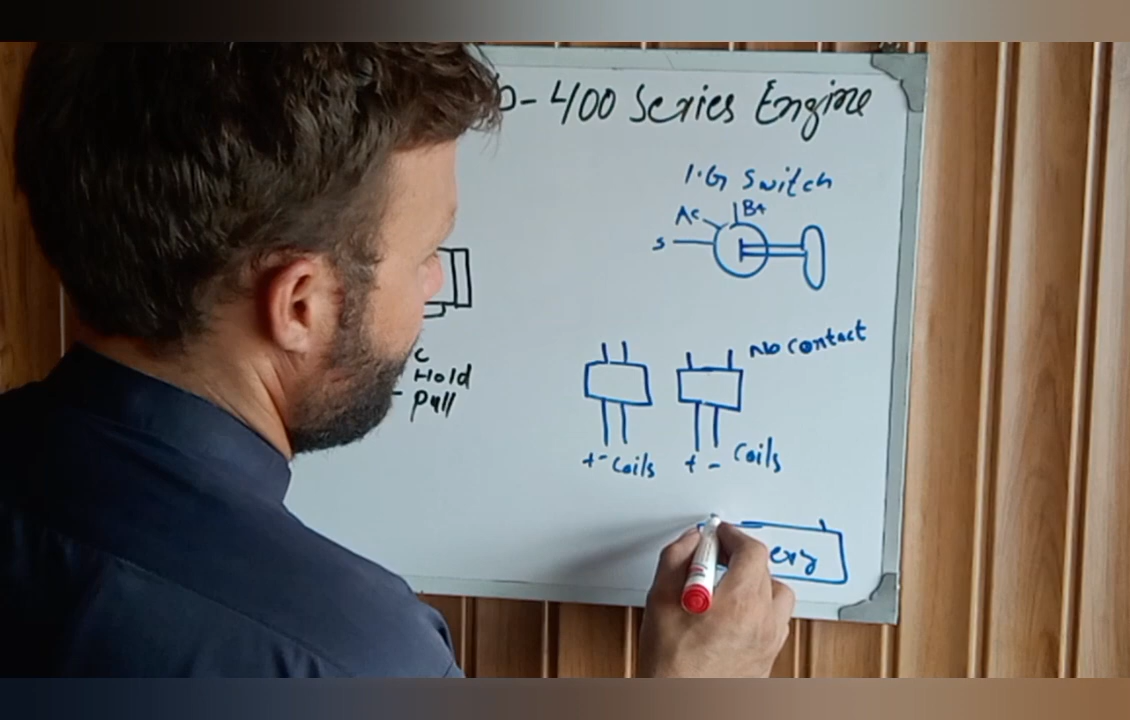 - 400 Series Engine
I.G Switch
Ac B+
S
No contact
C
Hold
- Pull
+ - Coils + - Coils